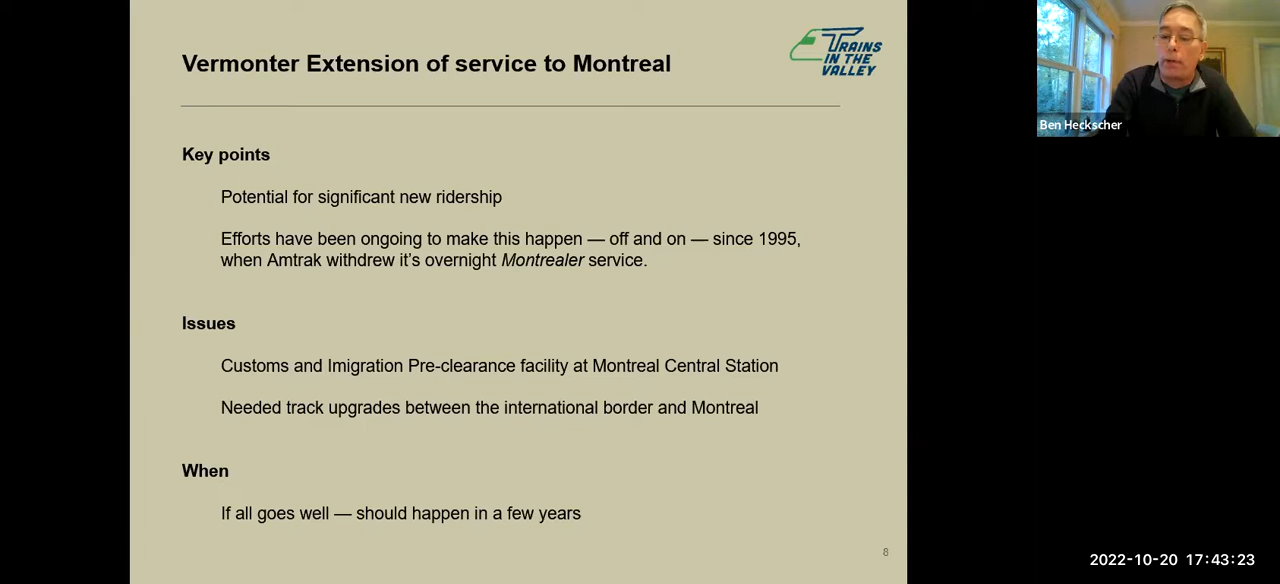 Vermonter Extension of service to Montreal
TRAINS
IN THE
VALLEY
Ben Heckscher
Key points
Potential for significant new ridership
Efforts have been ongoing to make this happen — off and on — since 1995,
when Amtrak withdrew it's overnight Montrealer service.
Issues
Customs and Imigration Pre-clearance facility at Montreal Central Station
Needed track upgrades between the international border and Montreal
When
If all goes well — should happen in a few years
8
2022-10-20 17:43:23